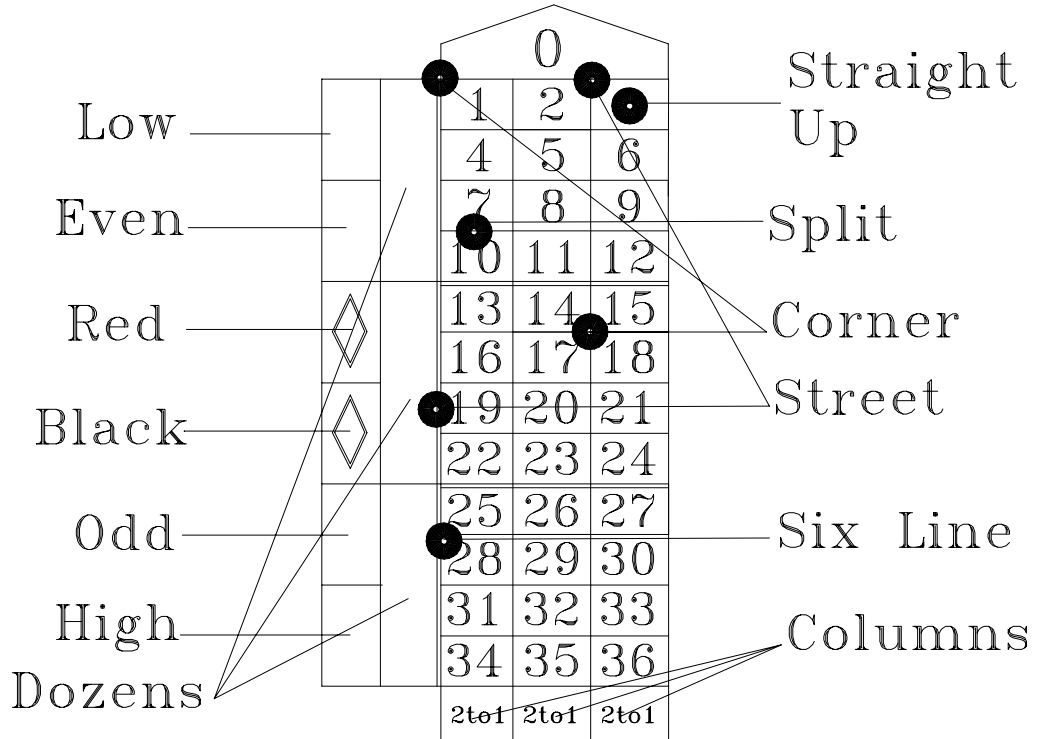 0
Straight
Up
1 2
Low
4 5 6
Even
7 8 9
Split
10 11 12
Red
13 14 15
Corner
16 17 18
Black
19 20 21
Street
22 23 24
25 26 27
Odd
Six Line
28 29 30
High
31 32 33
Columns
34 35 36
Dozens
2to1 2to1 2to1